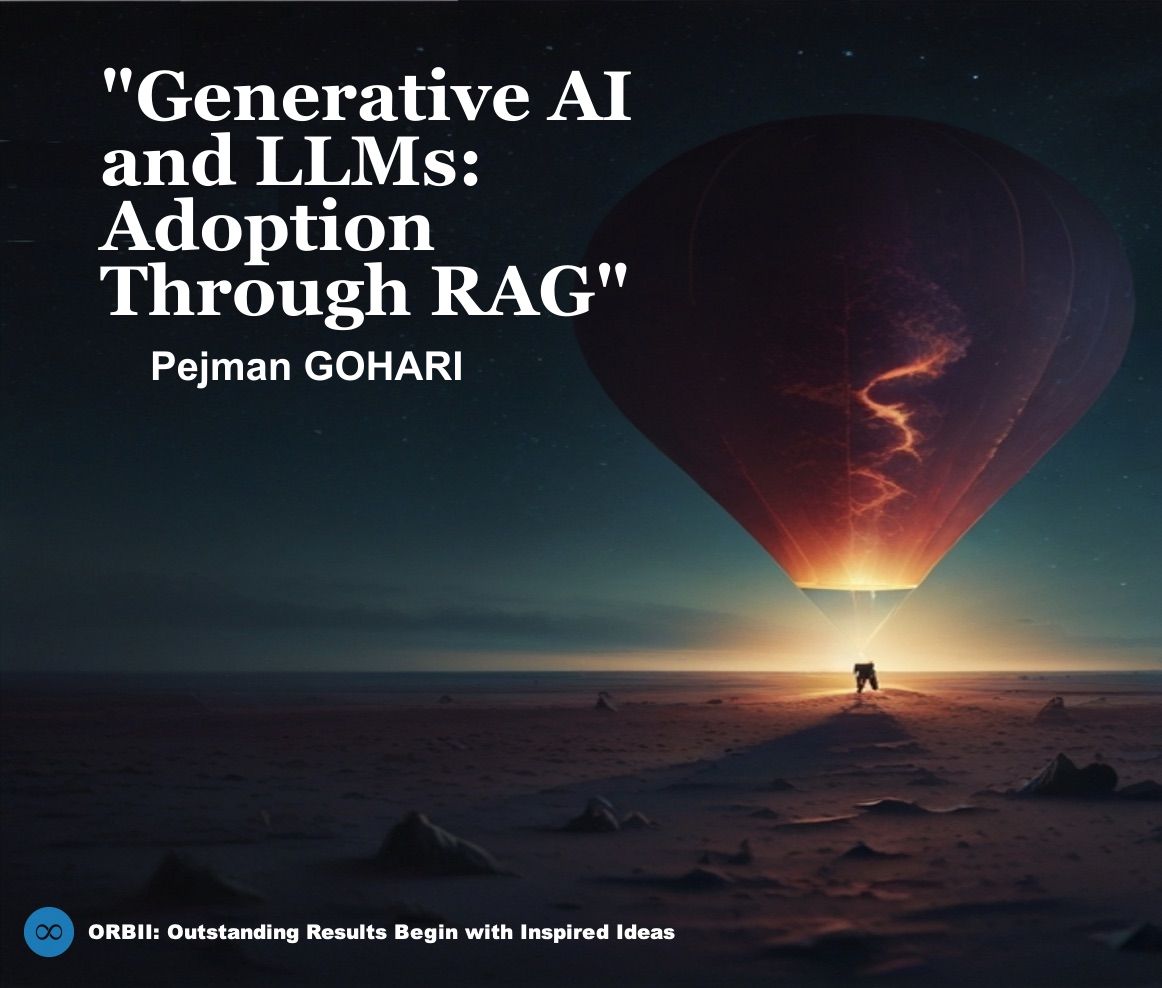 "Generative AI
and LLMs:
Adoption
Through RAG"
Pejman GOHARI
ORBII: Outstanding Results Begin with Inspired Ideas